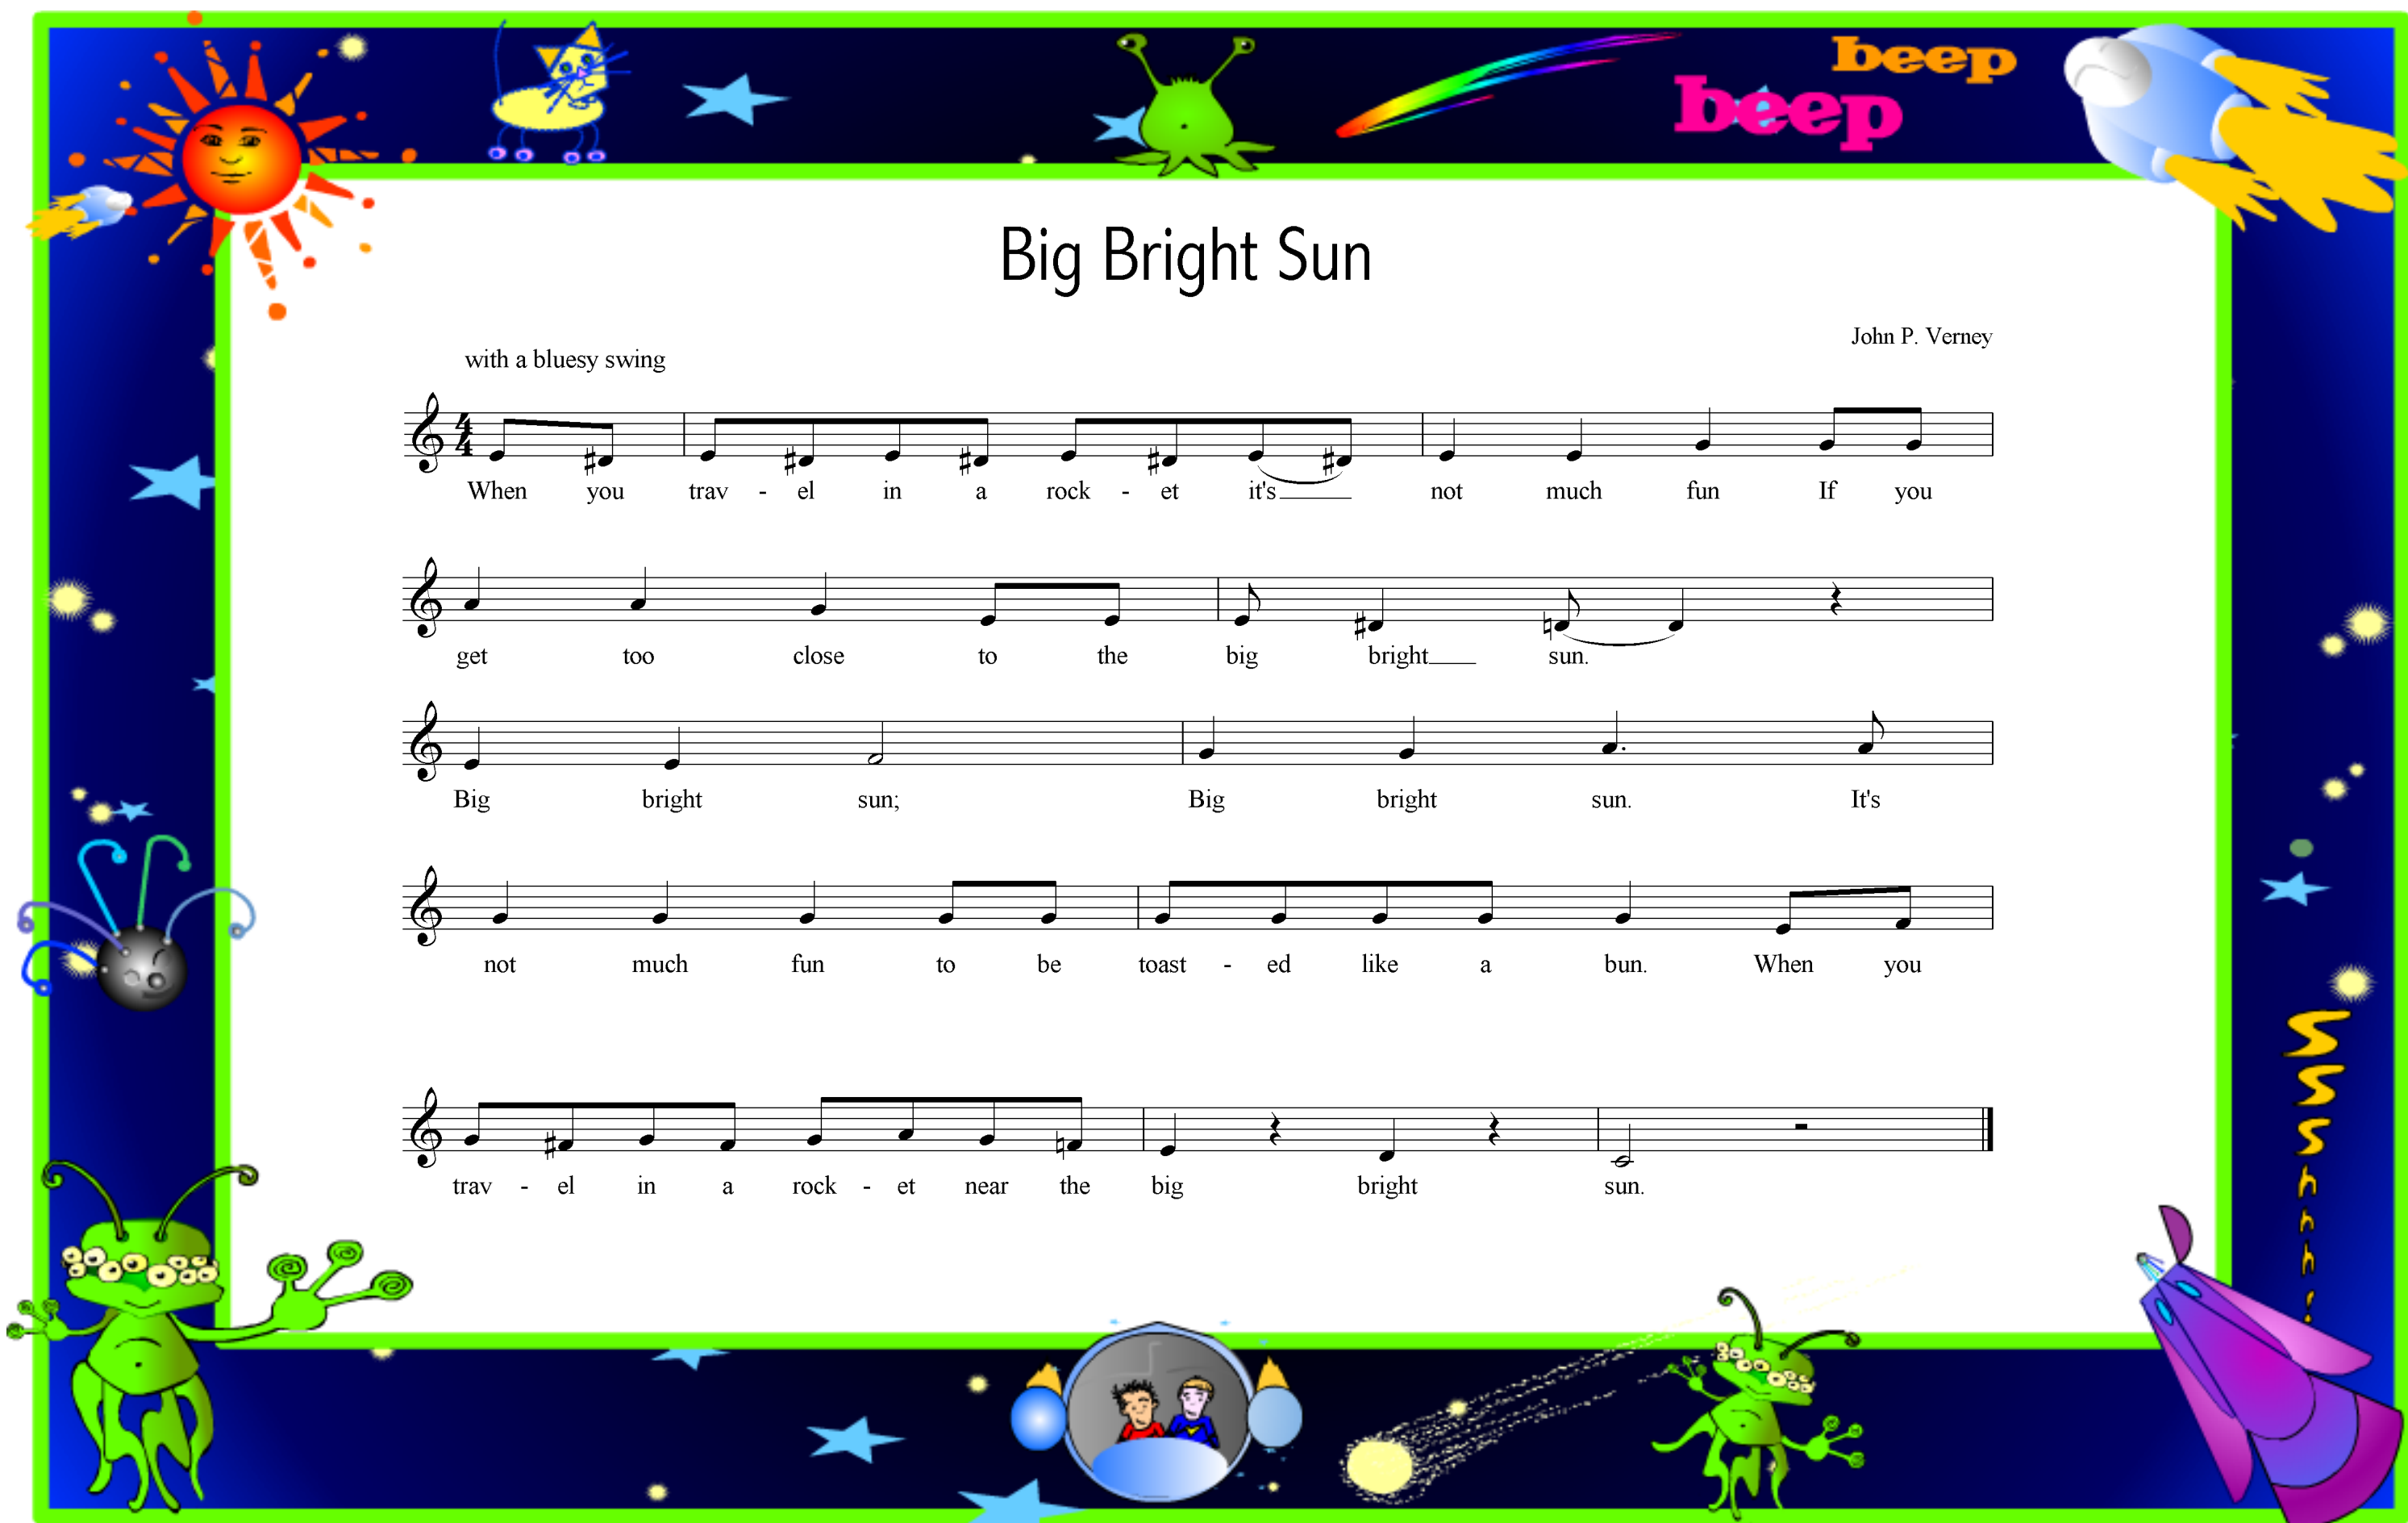 beep
beep
Big Bright Sun
John P. Verney
with a bluesy swing
4
4
When you trav - el in a rock - et it's not much fun If you
get too close to the big bright sun.
Big bright sun; Big bright sun. It's
not much fun to be toast - ed like a bun. When you
trav - el in a rock - et near the big bright sun.
SSShhh!